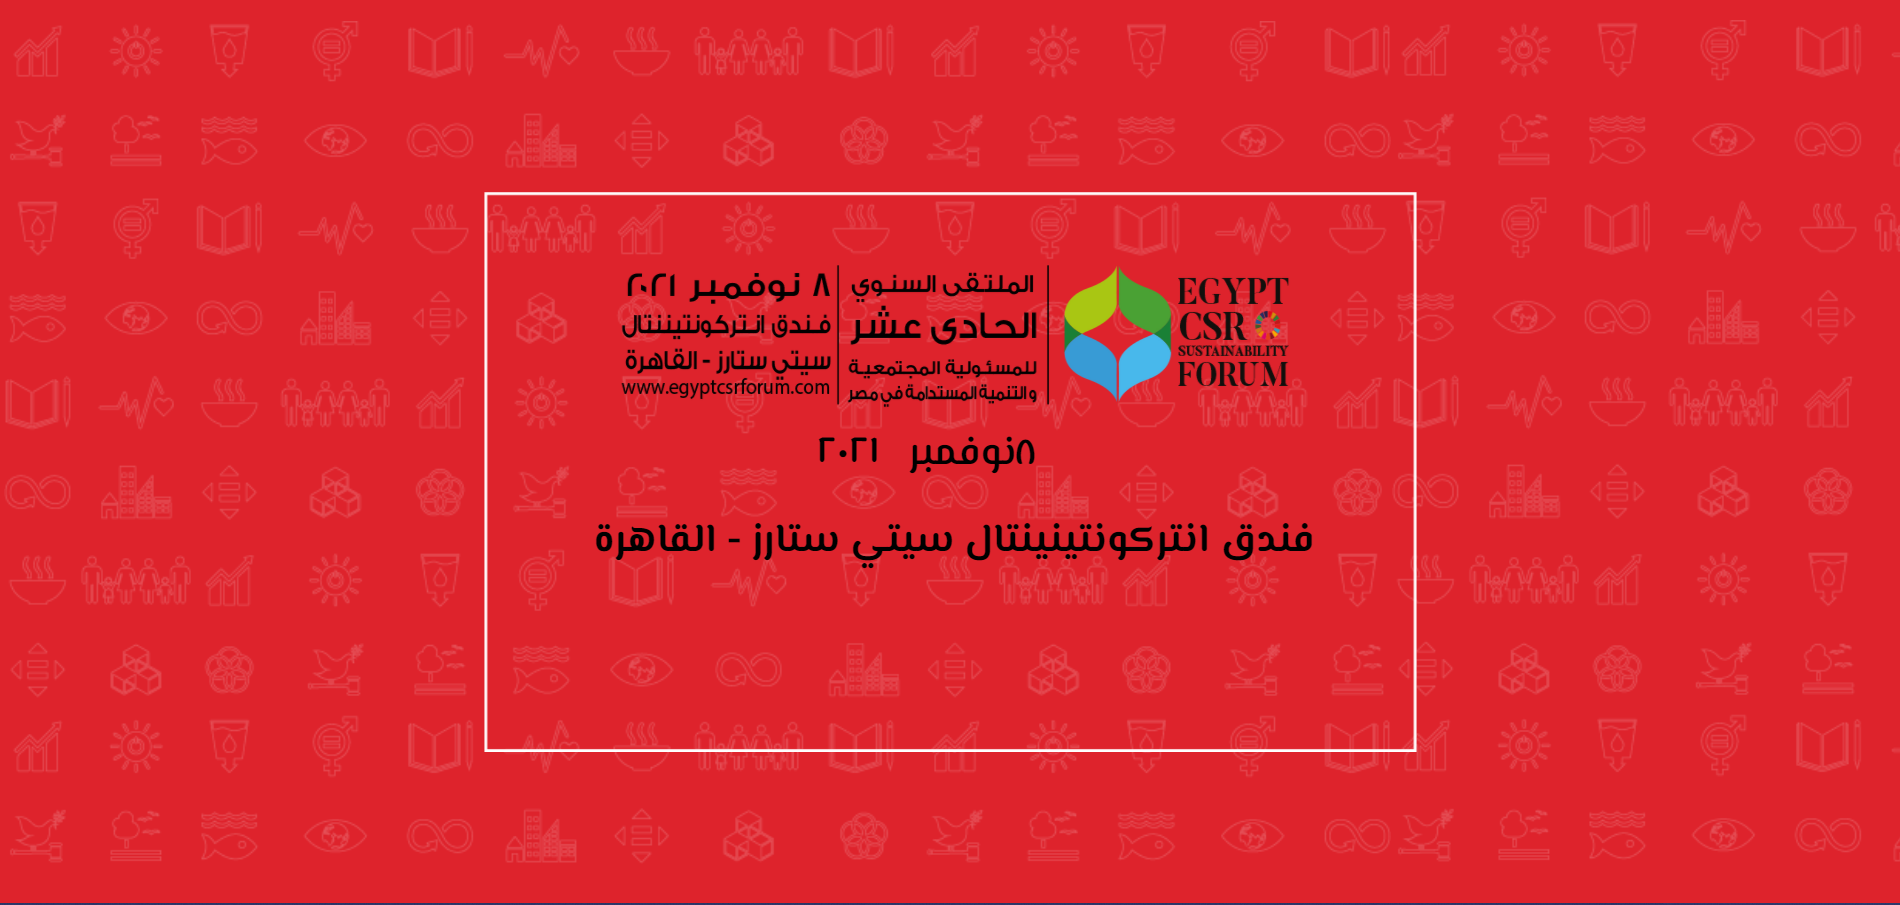 EGYPT
CSR
SUSTAINABILITY
FORUM
الملتقى السنوي
الحادى عشر
للمسئولية المجتمعية
والتنمية المستدامة في مصر
٨ نوفمبر ٢٠٢١
فندق انتركونتيننتال
سيتي ستارز - القاهرة
www.egyptcsrforum.com
٨نوفمبر ٢٠٢١
فندق انتركونتينينتال سيتي ستارز - القاهرة